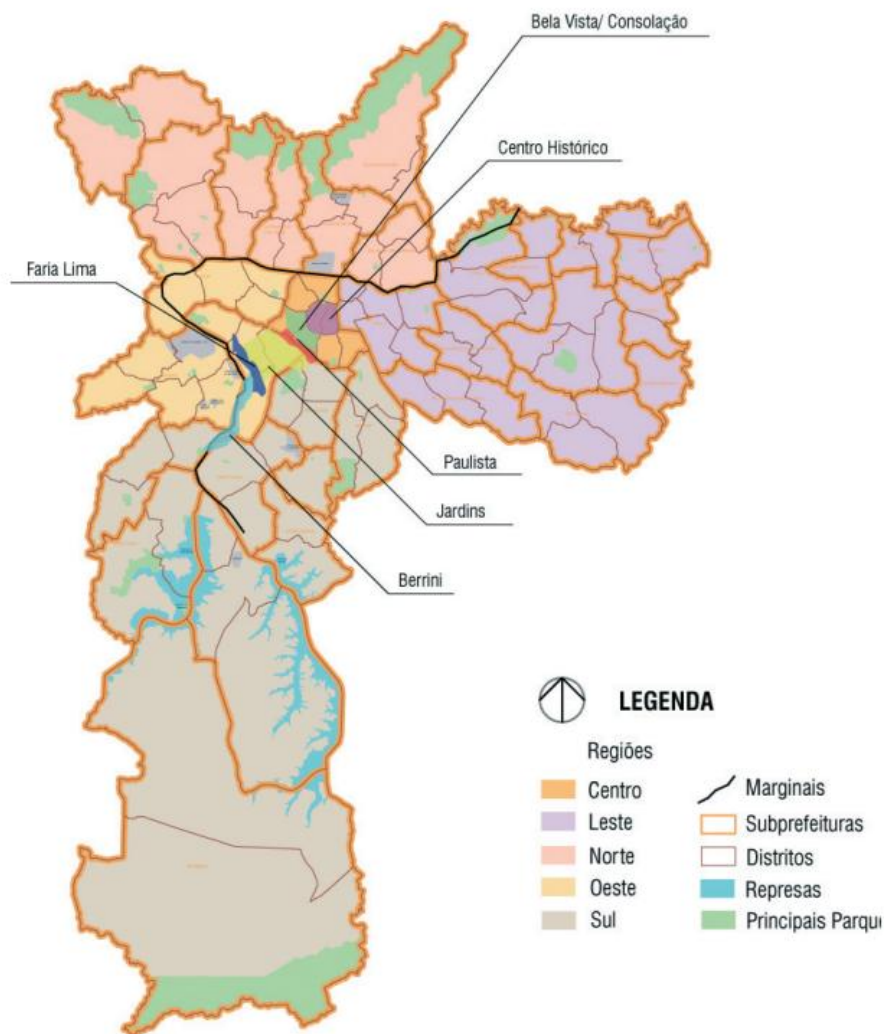 Bela Vista/ Consolação
Centro Histórico
Faria Lima
Paulista
Jardins
Berrini
LEGENDA
Regiões
Centro
Leste
Norte
Oeste
Sul
Marginais
Subprefeituras
Distritos
Represas
Principais Parqu